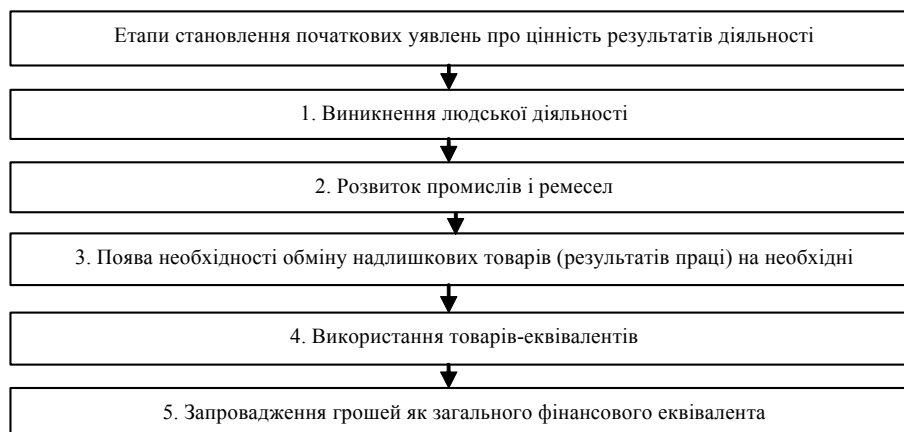 Етапи становлення початкових уявлень про цінність результатів діяльності
1. Виникнення людської діяльності
2. Розвиток промислів і ремесел
3. Поява необхідності обміну надлишкових товарів (результатів праці) на необхідні
4. Використання товарів-еквівалентів
5. Запровадження грошей як загального фінансового еквівалента